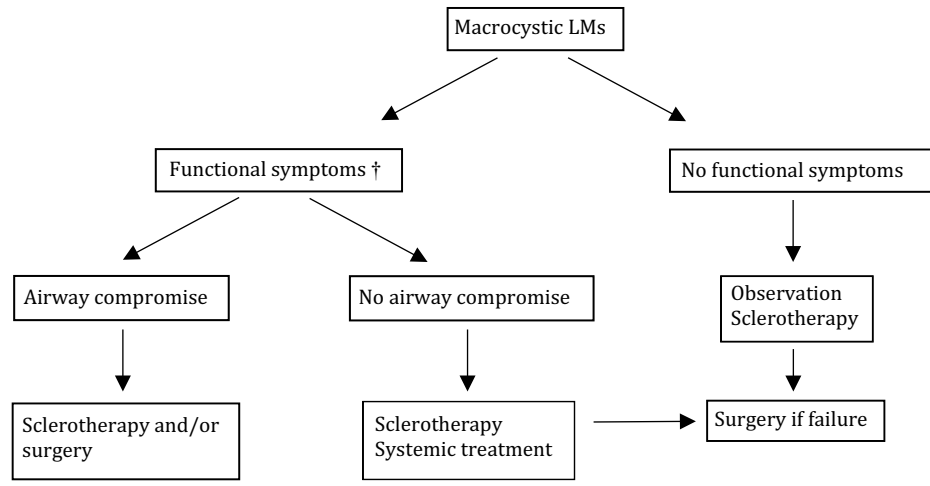 Macrocystic LMs
Functional symptoms †
No functional symptoms
Airway compromise
No airway compromise
Observation
Sclerotherapy
Sclerotherapy and/or
surgery
Sclerotherapy
Systemic treatment
Surgery if failure